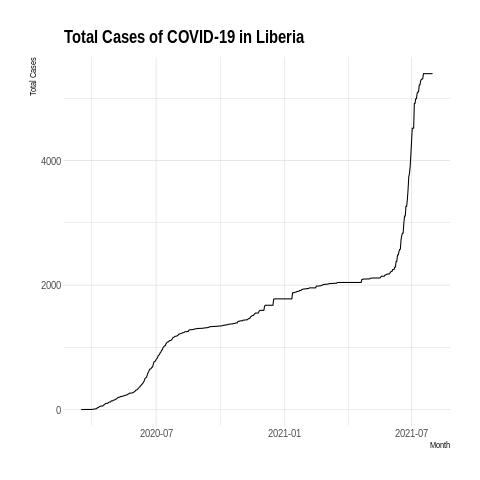 Total Cases of COVID-19 in Liberia
Total Cases
4000
2000
0
2020-07 2021-01 2021-07
Month